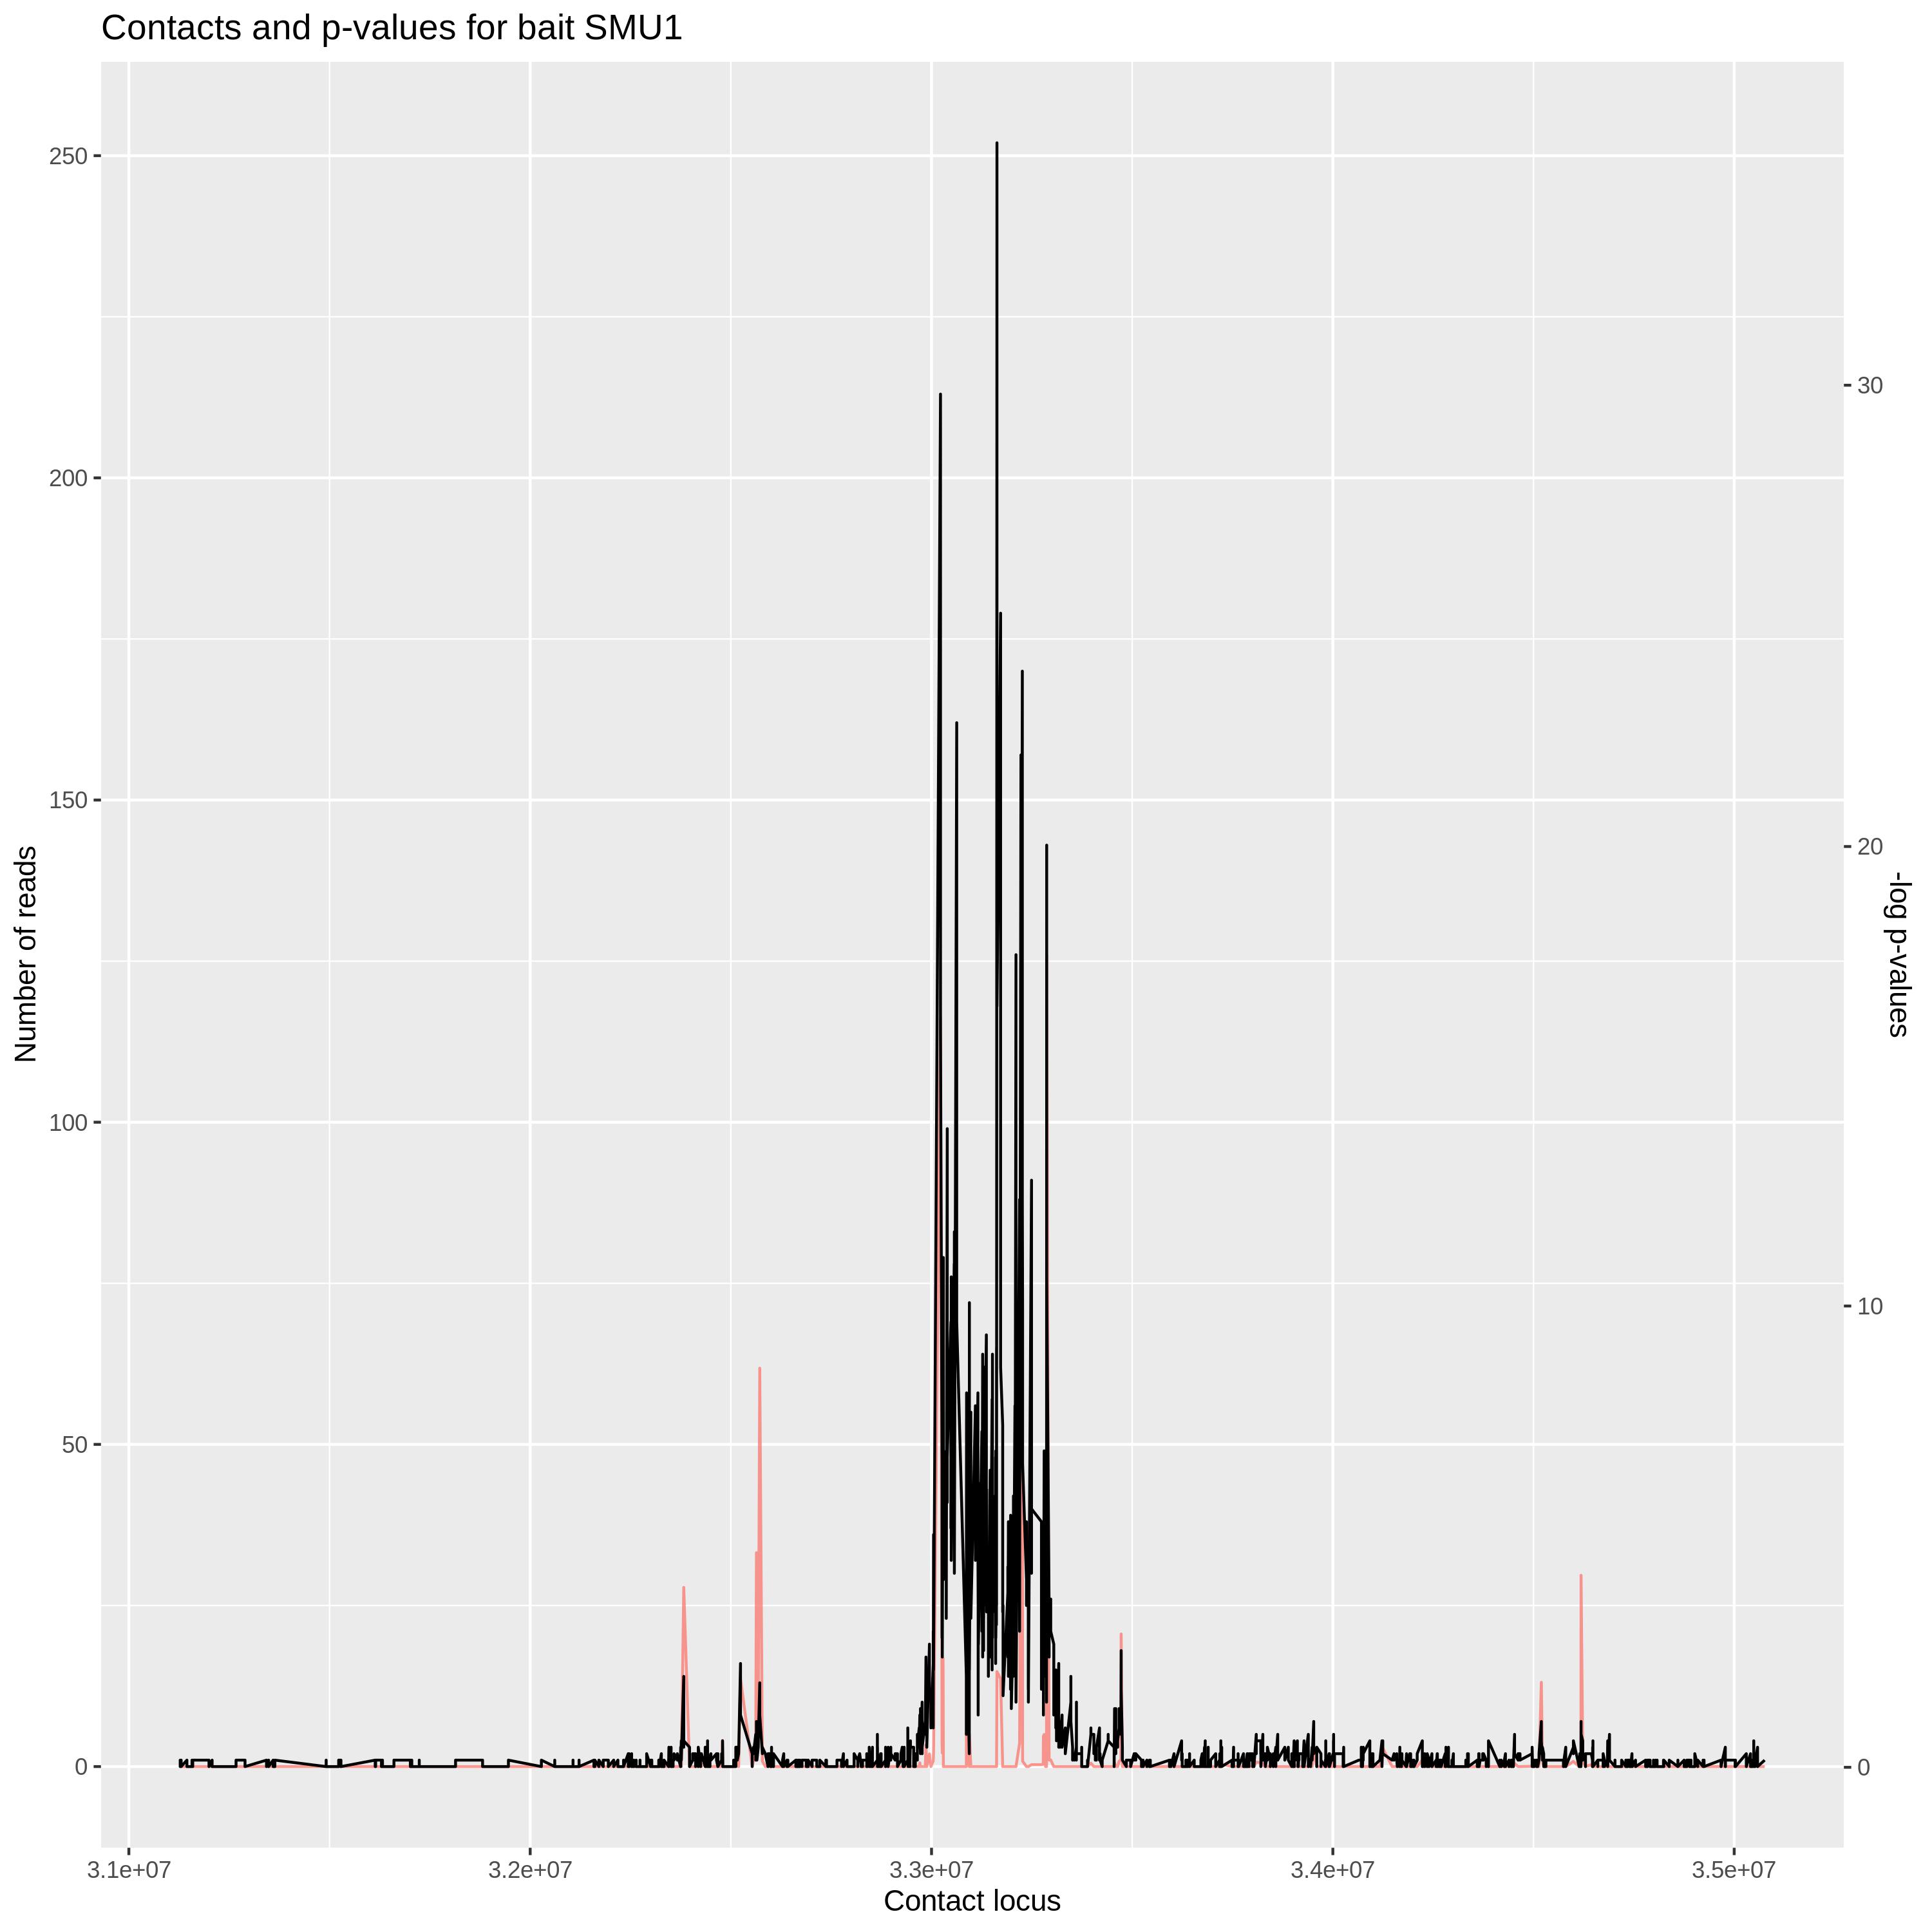 Contacts and p-values for bait SMU1
250
200
150
100
50
0
Number of reads
30
20
10
0
-log p-values
3.1e+07
3.2e+07
3.3e+07
3.4e+07
3.5e+07
Contact locus